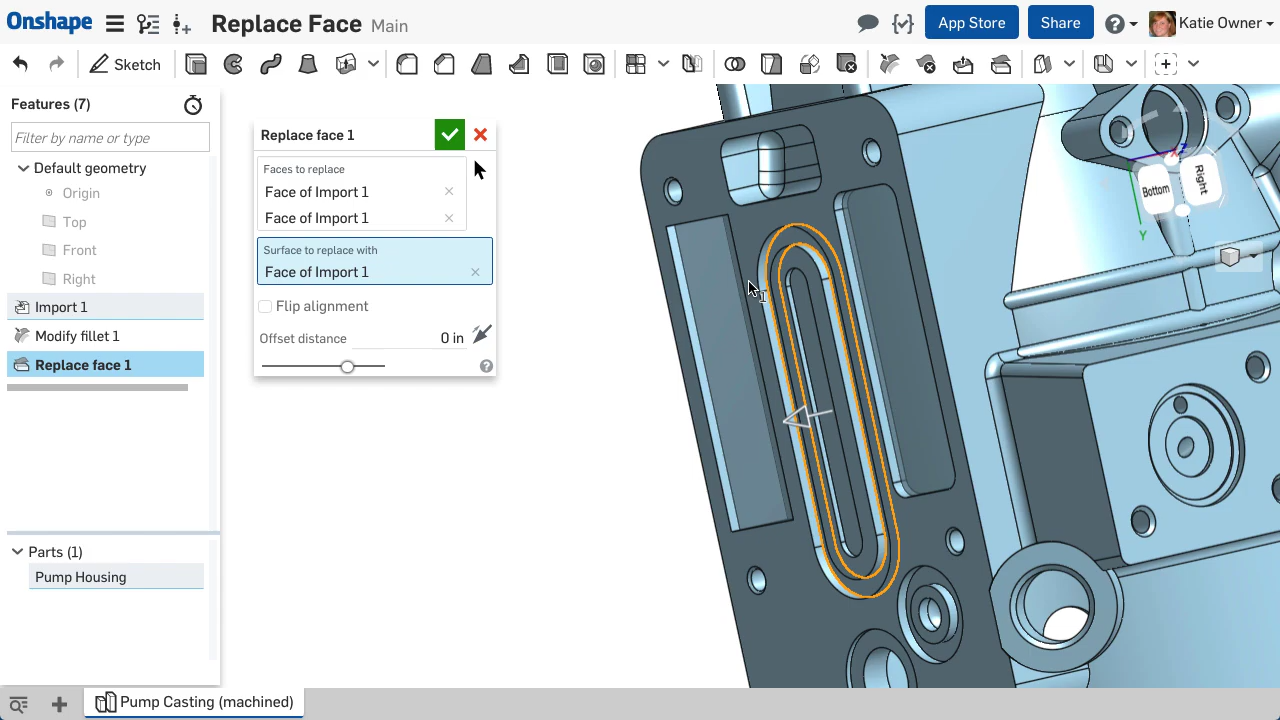 Onshape
Replace Face Main
App Store
Share
Katie Owner
Sketch
Features (7)
Filter by name or type
Default geometry
Origin
Top
Front
Right
Import 1
Modify fillet 1
Replace face 1
Parts (1)
Pump Housing
Replace face 1
Faces to replace
Face of Import 1
Face of Import 1
Surface to replace with
Face of Import 1
Flip alignment
Offset distance 0 in
Z
Bottom
Right
Y
Pump Casting (machined)